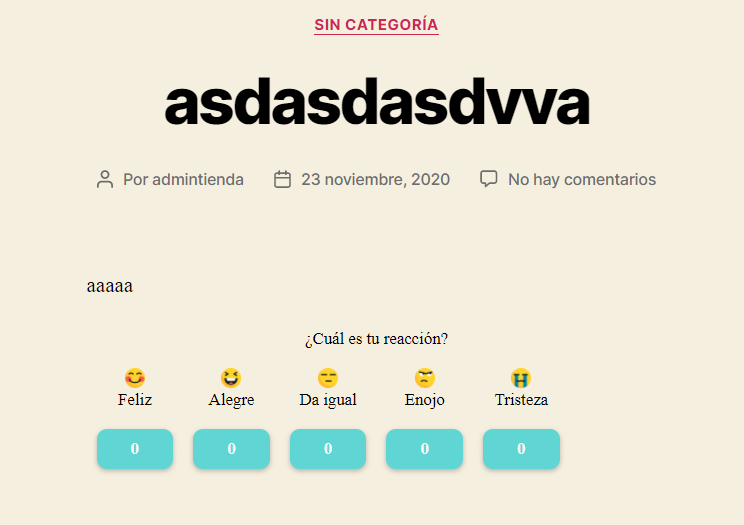 SIN CATEGORÍA
asdasdasdvva
Por admintienda 23 noviembre, 2020 No hay comentarios
aaaaa
¿Cuál es tu reacción?
Feliz Alegre Da igual Enojo Tristeza
0 0 0 0 0